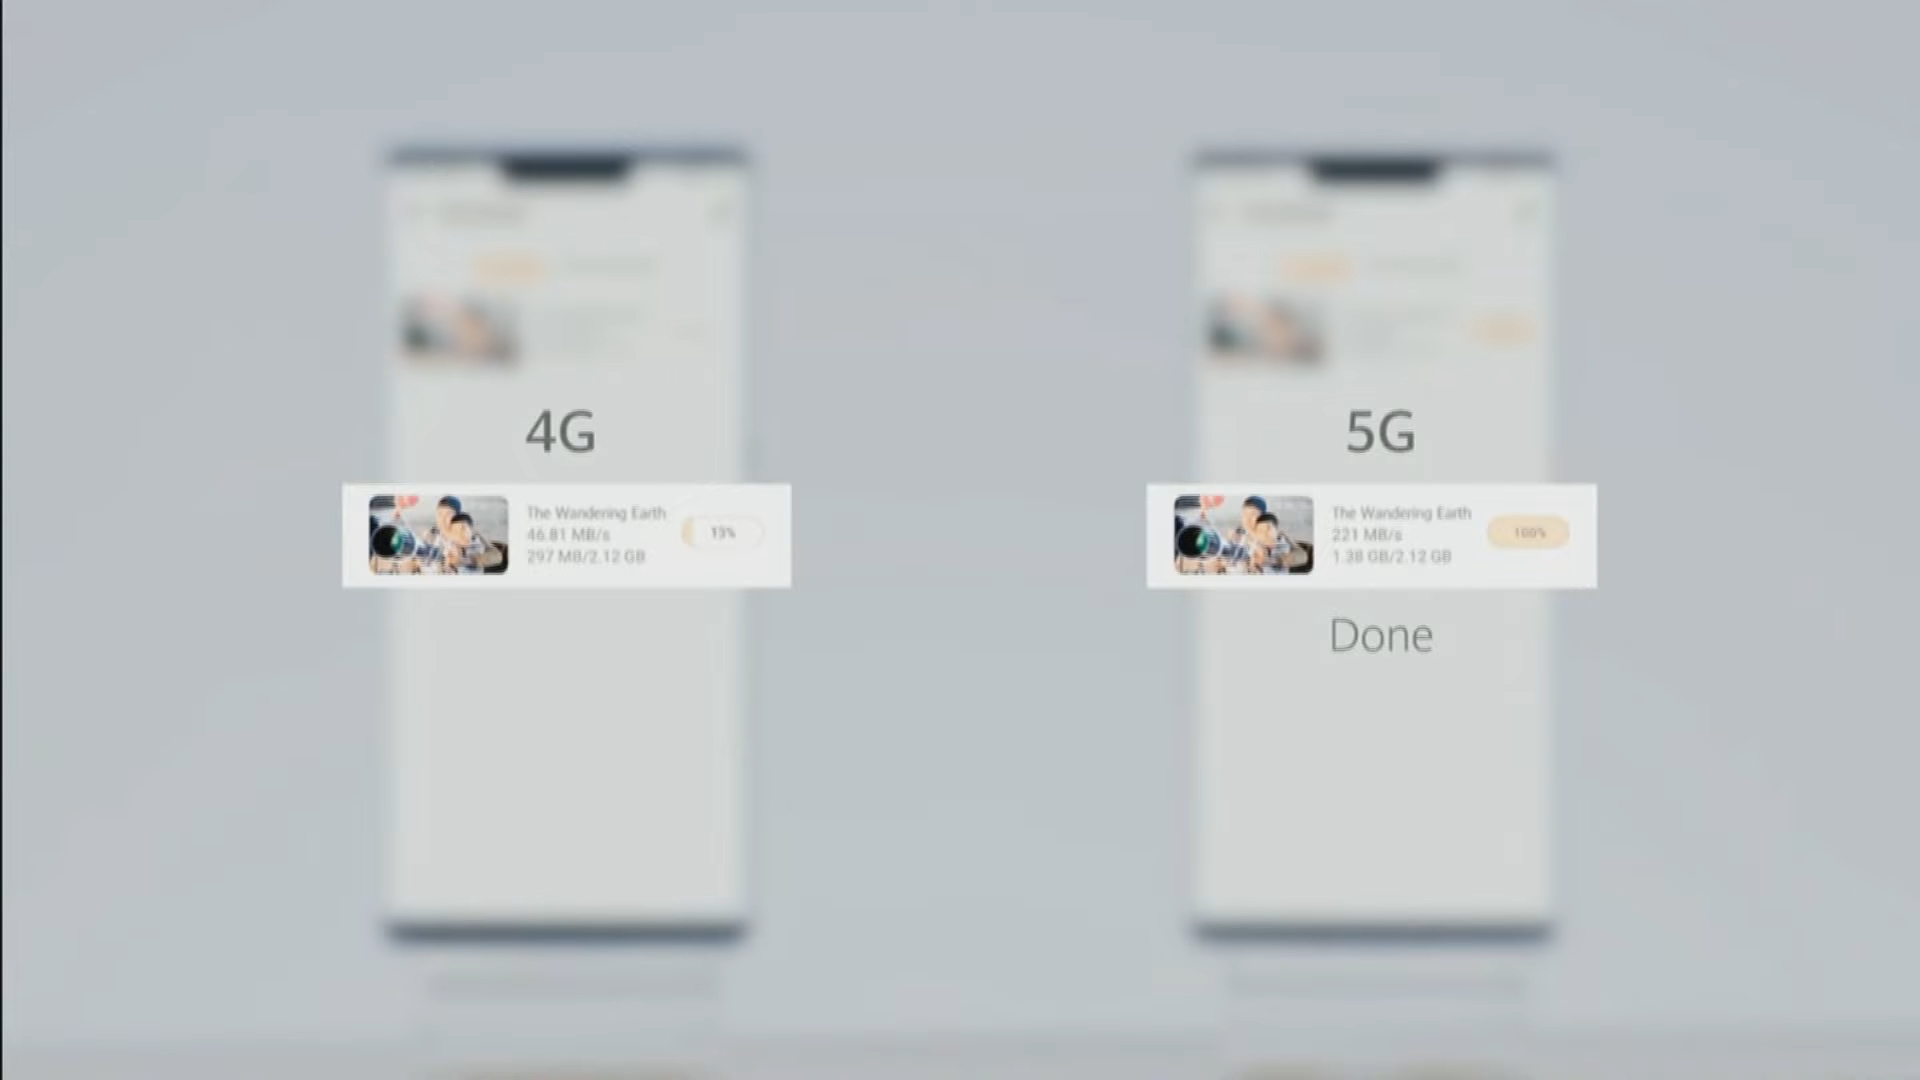 4G
The Wandering Earth
46.81 MB/s
297 MB/2.12 GB
13%
5G
The Wandering Earth
221 MB/s
1.38 GB/2.12 GB
100%
Done